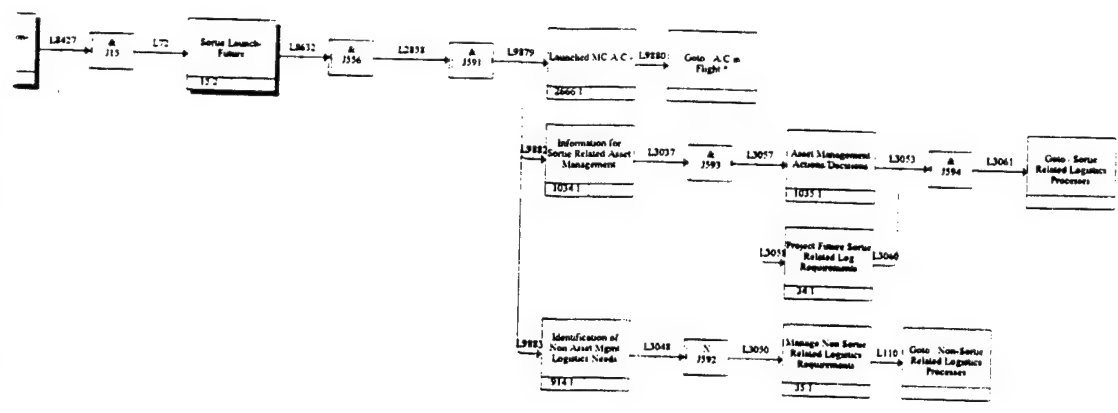 L8427
&
J15
L72
Sortie Launch-
Future
15.2
L8632
&
J556
L2858
&
J591
L9879
Launched MC A C -
2666.1
L9880
Goto - A C in
Flight *
L9882
Information for
Sortie Related Asset
Management
1034.1
L3037
&
J593
L3057
Asset Management
Actions Decisions
1035.1
L3053
&
J594
L3061
Goto - Sortie
Related Logistics
Processes
L3058
Project Future Sortie
Related Log
Requirements
34.1
L3060
L9883
Identification of
Non Asset Mgmt
Logistics Needs
914.1
L3048
X
J592
L3050
Manage Non Sortie
Related Logistics
Requirements
35.1
L110
Goto - Non-Sortie
Related Logistics
Processes